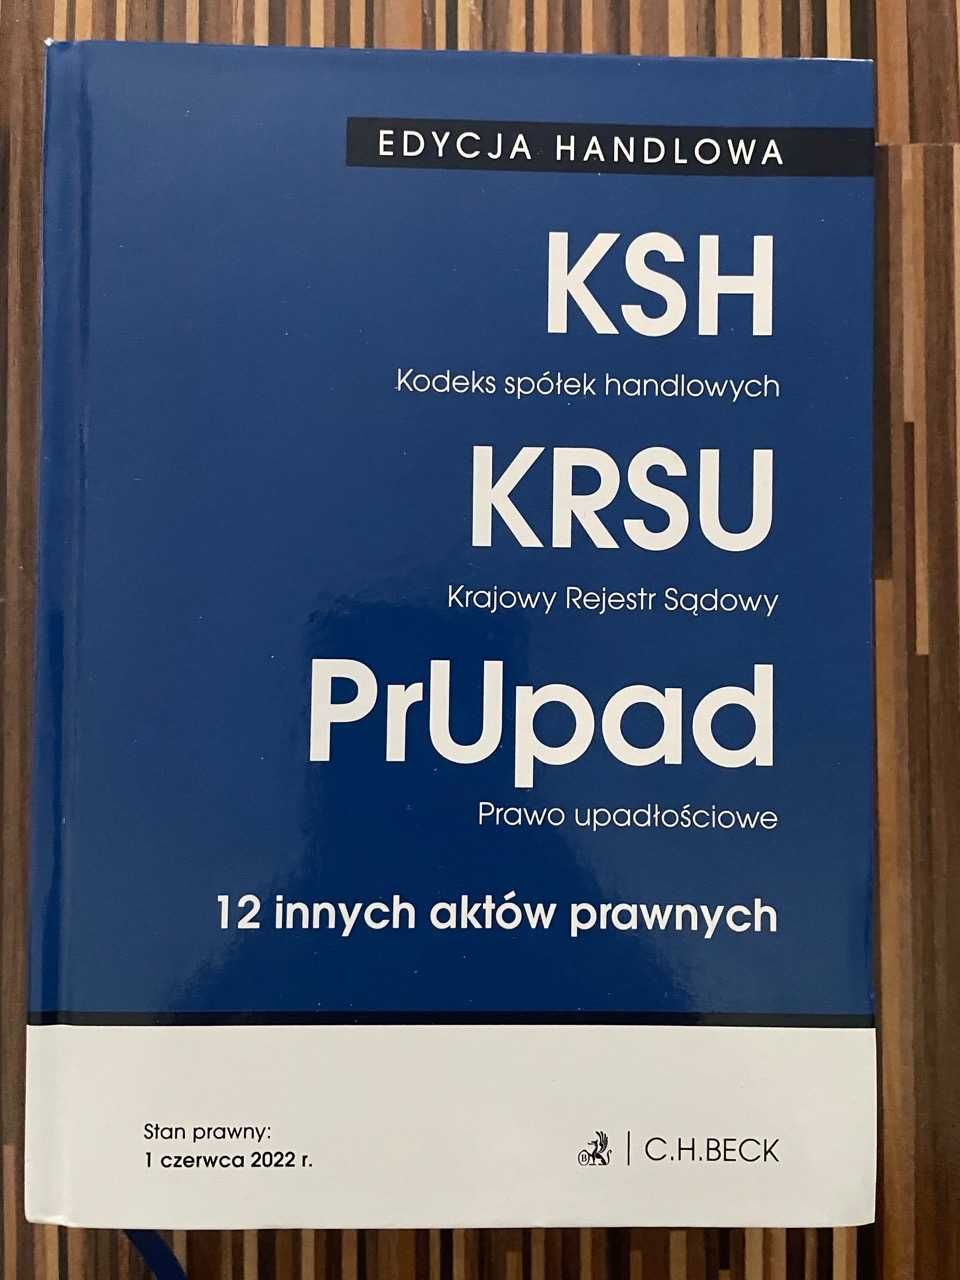 EDYCJA HANDLOWA
KSH
Kodeks spółek handlowych
KRSU
Krajowy Rejestr Sądowy
PrUpad
Prawo upadłościowe
12 innych aktów prawnych
Stan prawny:
1 czerwca 2022 r.
B | C.H.BECK